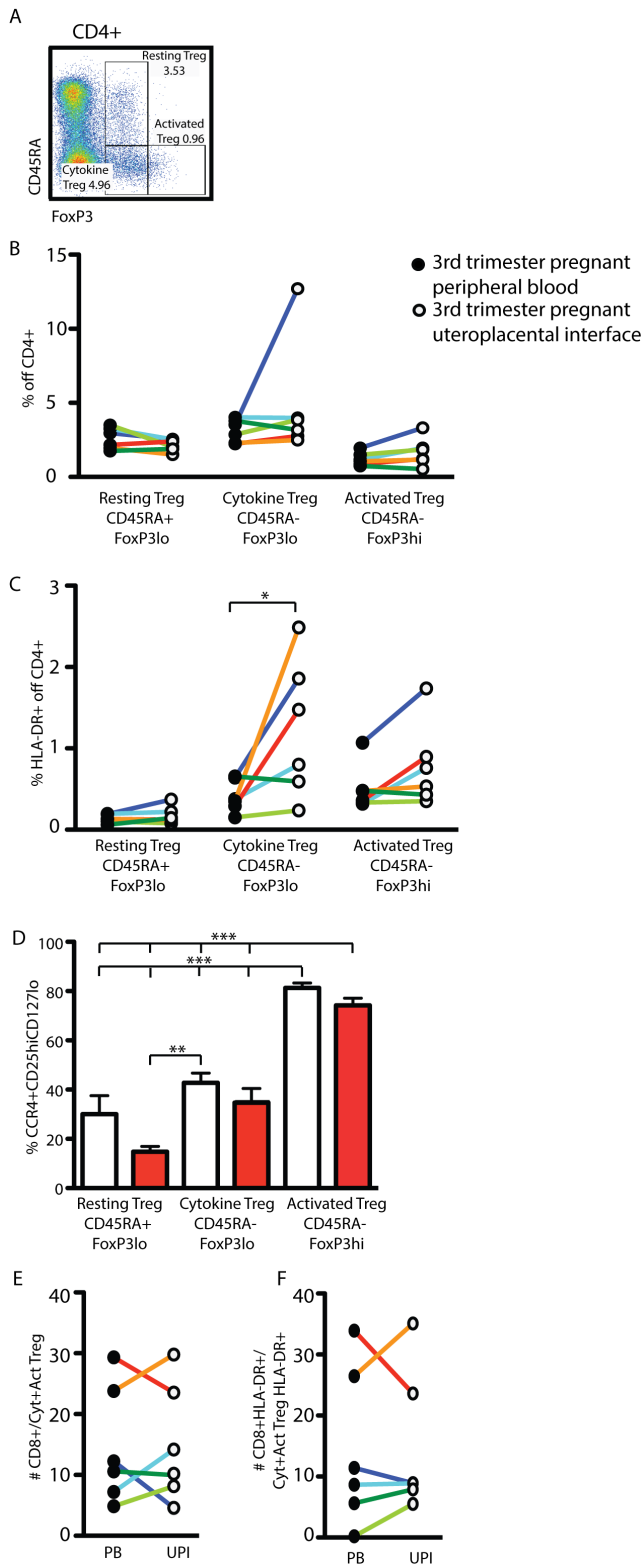 A
CD4+
Resting Treg
3.53
Activated
Treg 0.96
Cytokine
Treg 4.96
CD45RA
FoxP3
B
15
10
5
0
% off CD4+
3rd trimester pregnant
peripheral blood
3rd trimester pregnant
uteroplacental interface
Resting Treg
CD45RA+
FoxP3lo
Cytokine Treg
CD45RA-
FoxP3lo
Activated Treg
CD45RA-
FoxP3hi
C
3
2
1
0
% HLA-DR+ off CD4+
*
Resting Treg
CD45RA+
FoxP3lo
Cytokine Treg
CD45RA-
FoxP3lo
Activated Treg
CD45RA-
FoxP3hi
D
100
80
60
40
20
0
% CCR4+CD25hiCD127lo
***
***
**
Resting Treg
CD45RA+
FoxP3lo
Cytokine Treg
CD45RA-
FoxP3lo
Activated Treg
CD45RA-
FoxP3hi
E
40
30
20
10
0
# CD8+/Cyt+Act Treg
PB
UPI
F
40
30
20
10
0
# CD8+HLA-DR+/
Cyt+Act Treg HLA-DR+
PB
UPI